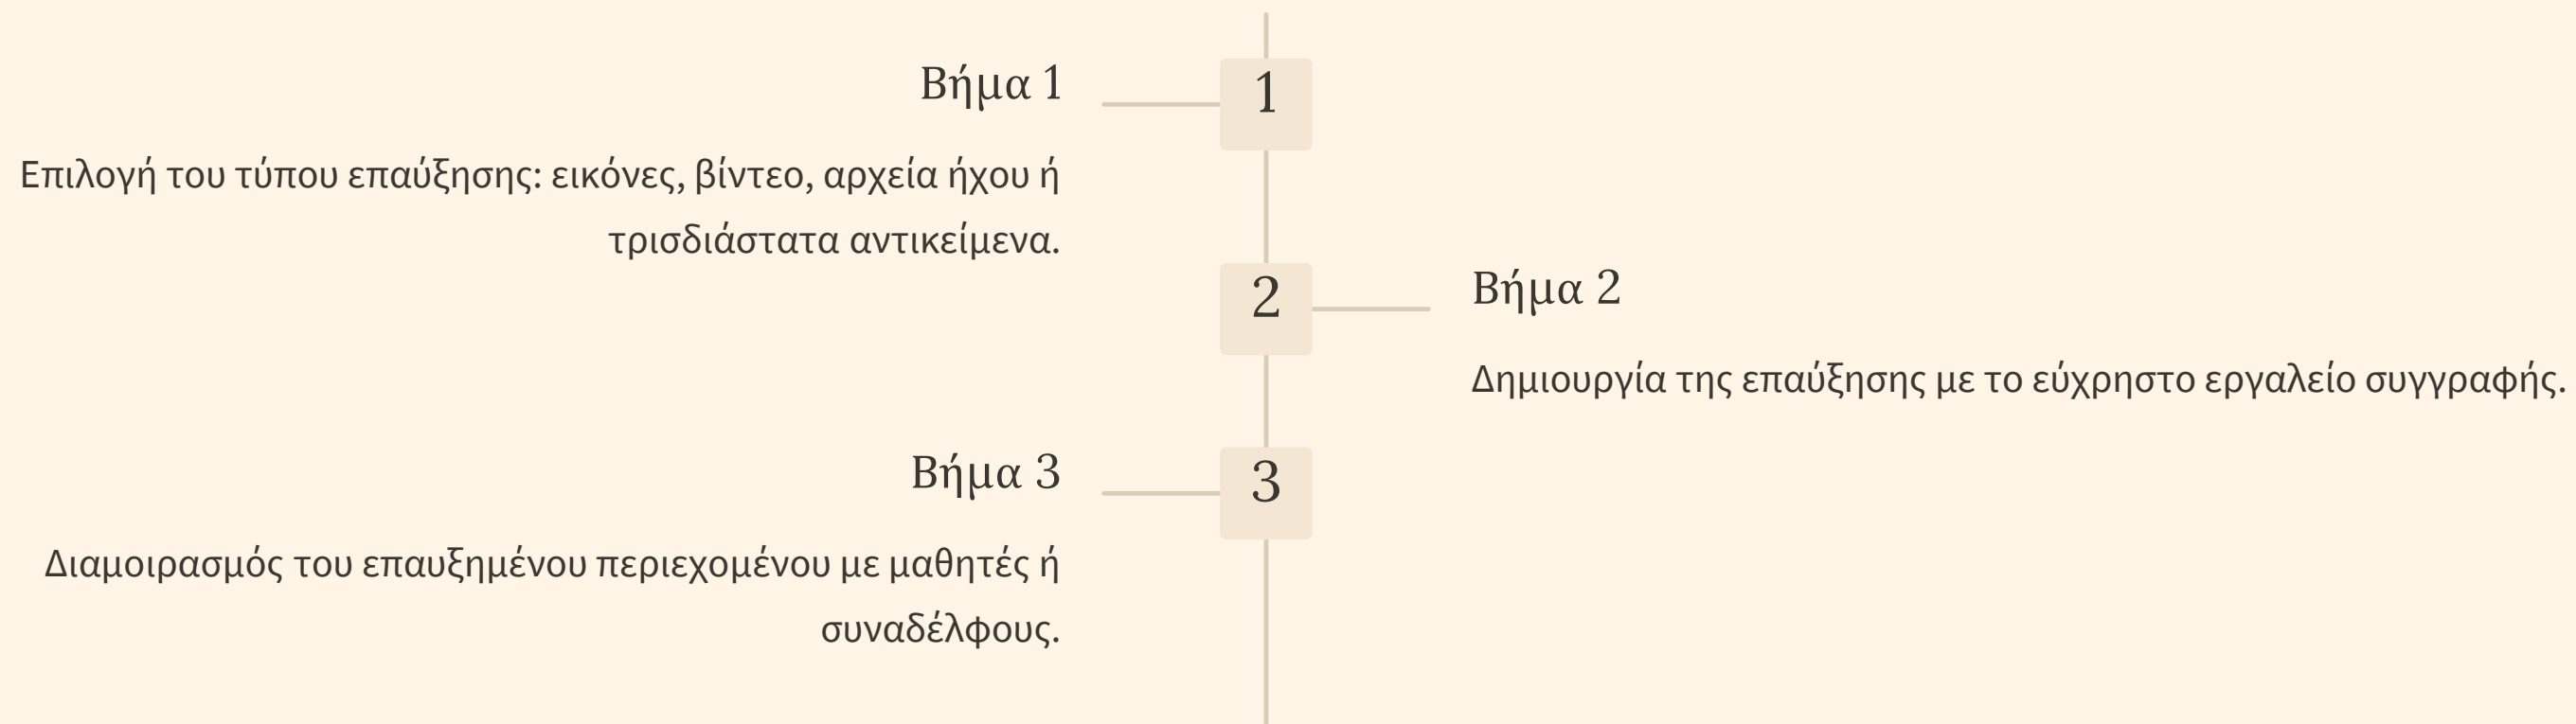 Βήμα 1
1
Επιλογή του τύπου επαύξησης: εικόνες, βίντεο, αρχεία ήχου ή
τρισδιάστατα αντικείμενα.
2
Βήμα 2
Δημιουργία της επαύξησης με το εύχρηστο εργαλείο συγγραφής.
Βήμα 3
3
Διαμοιρασμός του επαυξημένου περιεχομένου με μαθητές ή
συναδέλφους.